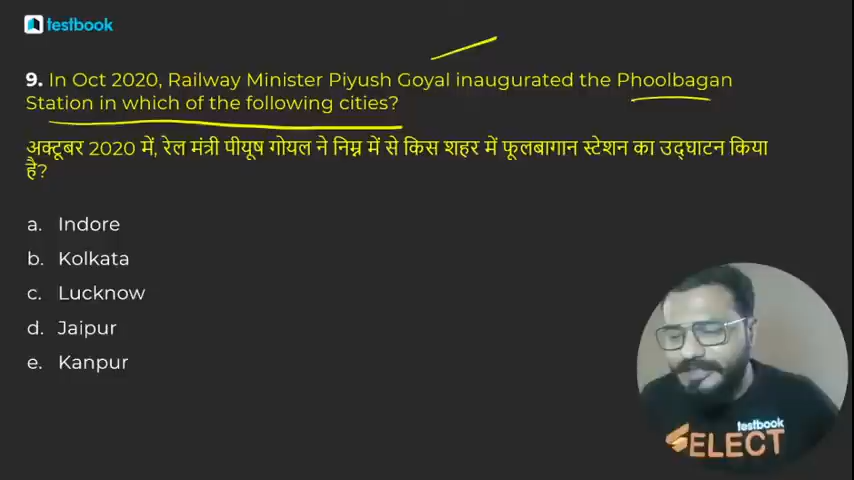 testbook
9. In Oct 2020, Railway Minister Piyush Goyal inaugurated the Phoolbagan
Station in which of the following cities?
अक्टूबर 2020 में, रेल मंत्री पीयूष गोयल ने निम्न में से किस शहर में फूलबागान स्टेशन का उद्घाटन किया
है?
a. Indore
b. Kolkata
c. Lucknow
d. Jaipur
e. Kanpur
testbook
SELECT